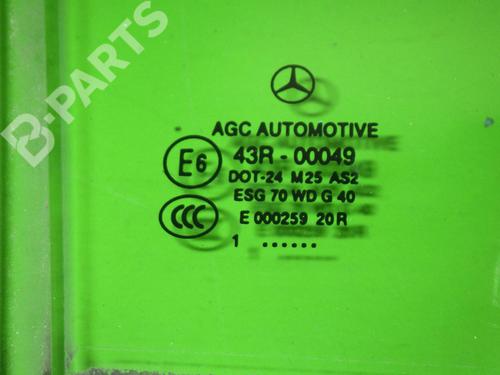 B-PARTS
AGC AUTOMOTIVE
E6 43R - 00049
DOT-24 M25 AS2
ESG 70 WD G 40
CCC E 000259 20R
1 ......